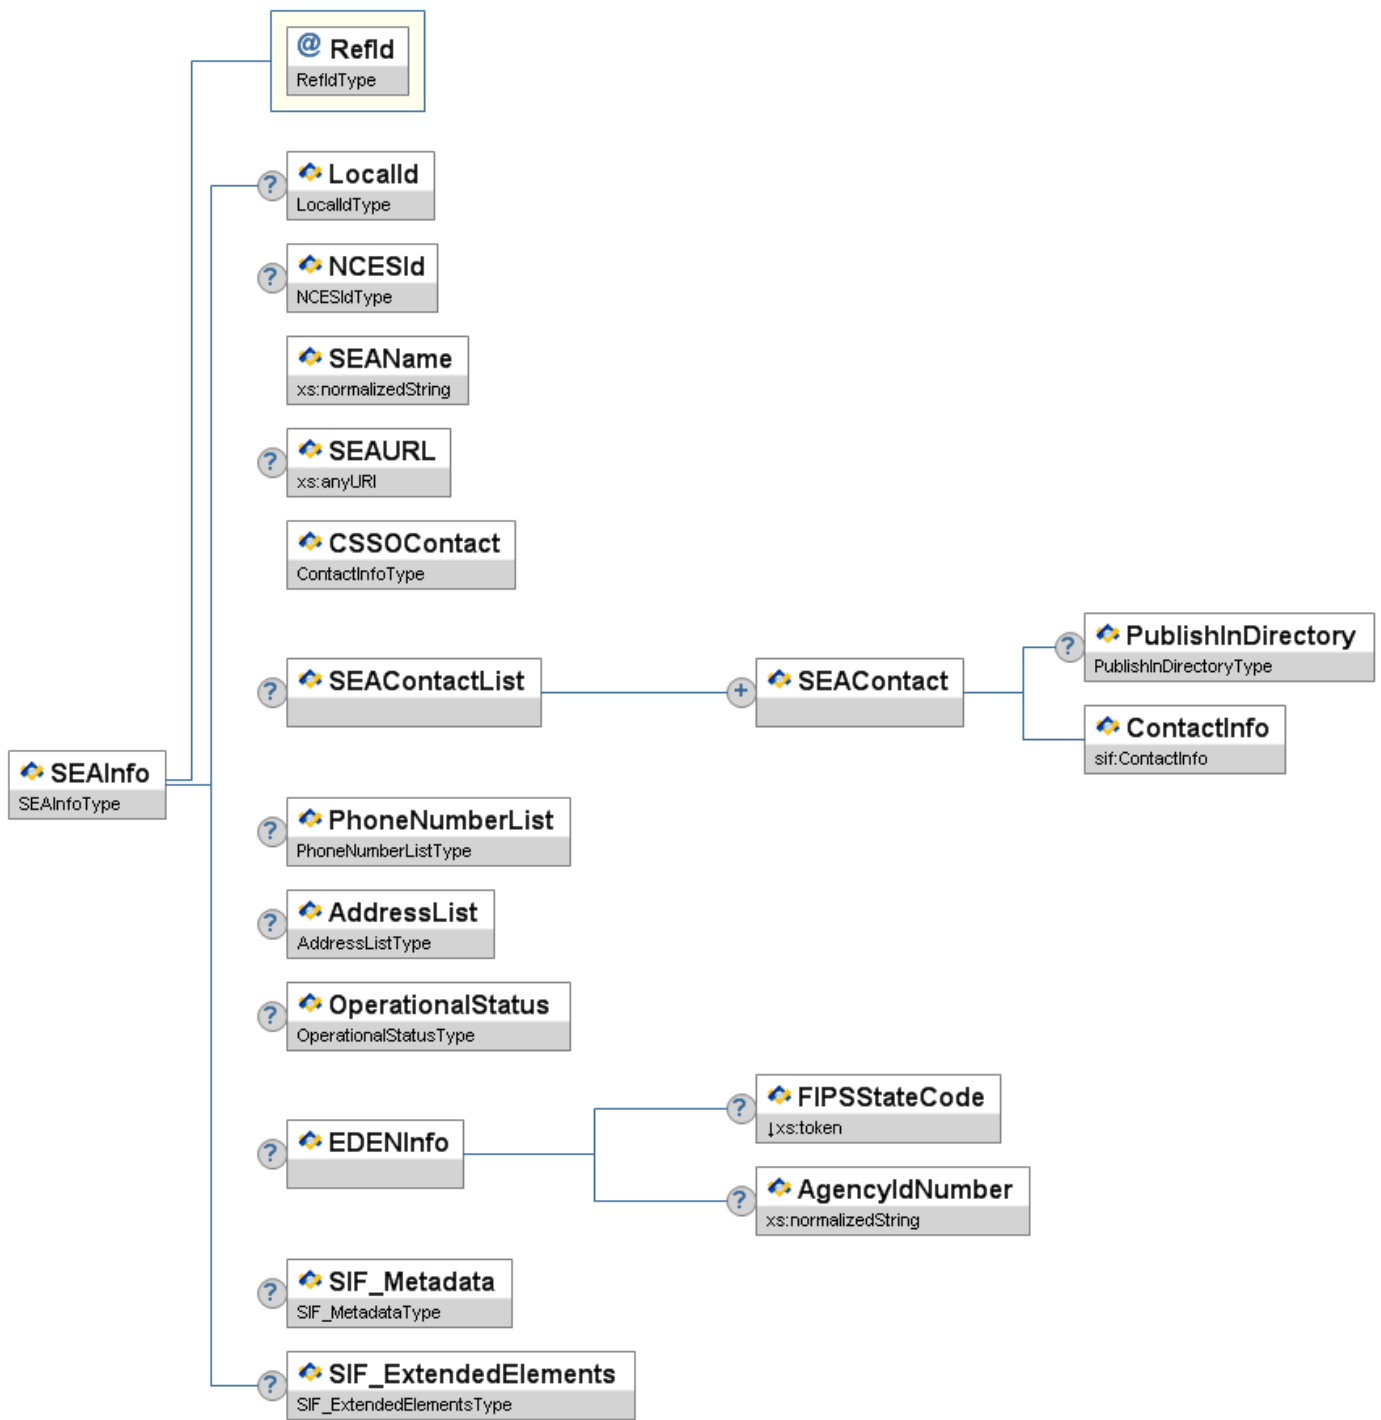 @ RefId
RefIdType
? LocalId
LocalIdType
? NCESId
NCESIdType
SEAName
xs:normalizedString
? SEAURL
xs:anyURI
CSSOContact
ContactInfoType
? SEAContactList
+ SEAContact
? PublishInDirectory
PublishInDirectoryType
ContactInfo
sif:ContactInfo
SEAInfo
SEAInfoType
? PhoneNumberList
PhoneNumberListType
? AddressList
AddressListType
? OperationalStatus
OperationalStatusType
? EDENInfo
? FIPSStateCode
↓xs:token
? AgencyIdNumber
xs:normalizedString
? SIF_Metadata
SIF_MetadataType
? SIF_ExtendedElements
SIF_ExtendedElementsType